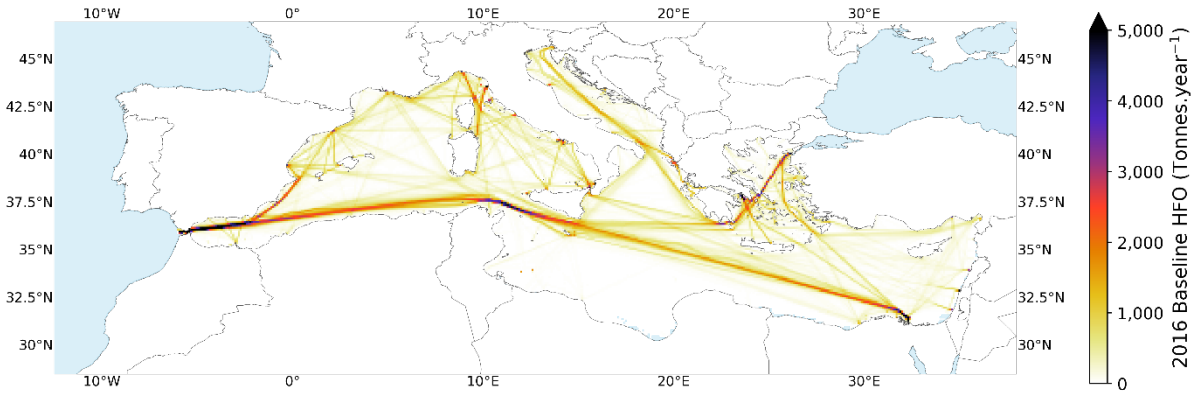 10°W 0° 10°E 20°E 30°E
45°N 45°N
42.5°N 42.5°N
40°N 40°N
37.5°N 37.5°N
35°N 35°N
32.5°N 32.5°N
30°N 30°N
10°W 0° 10°E 20°E 30°E
5,000
4,000
3,000
2,000
1,000
0
2016 Baseline HFO (Tonnes.year⁻¹)